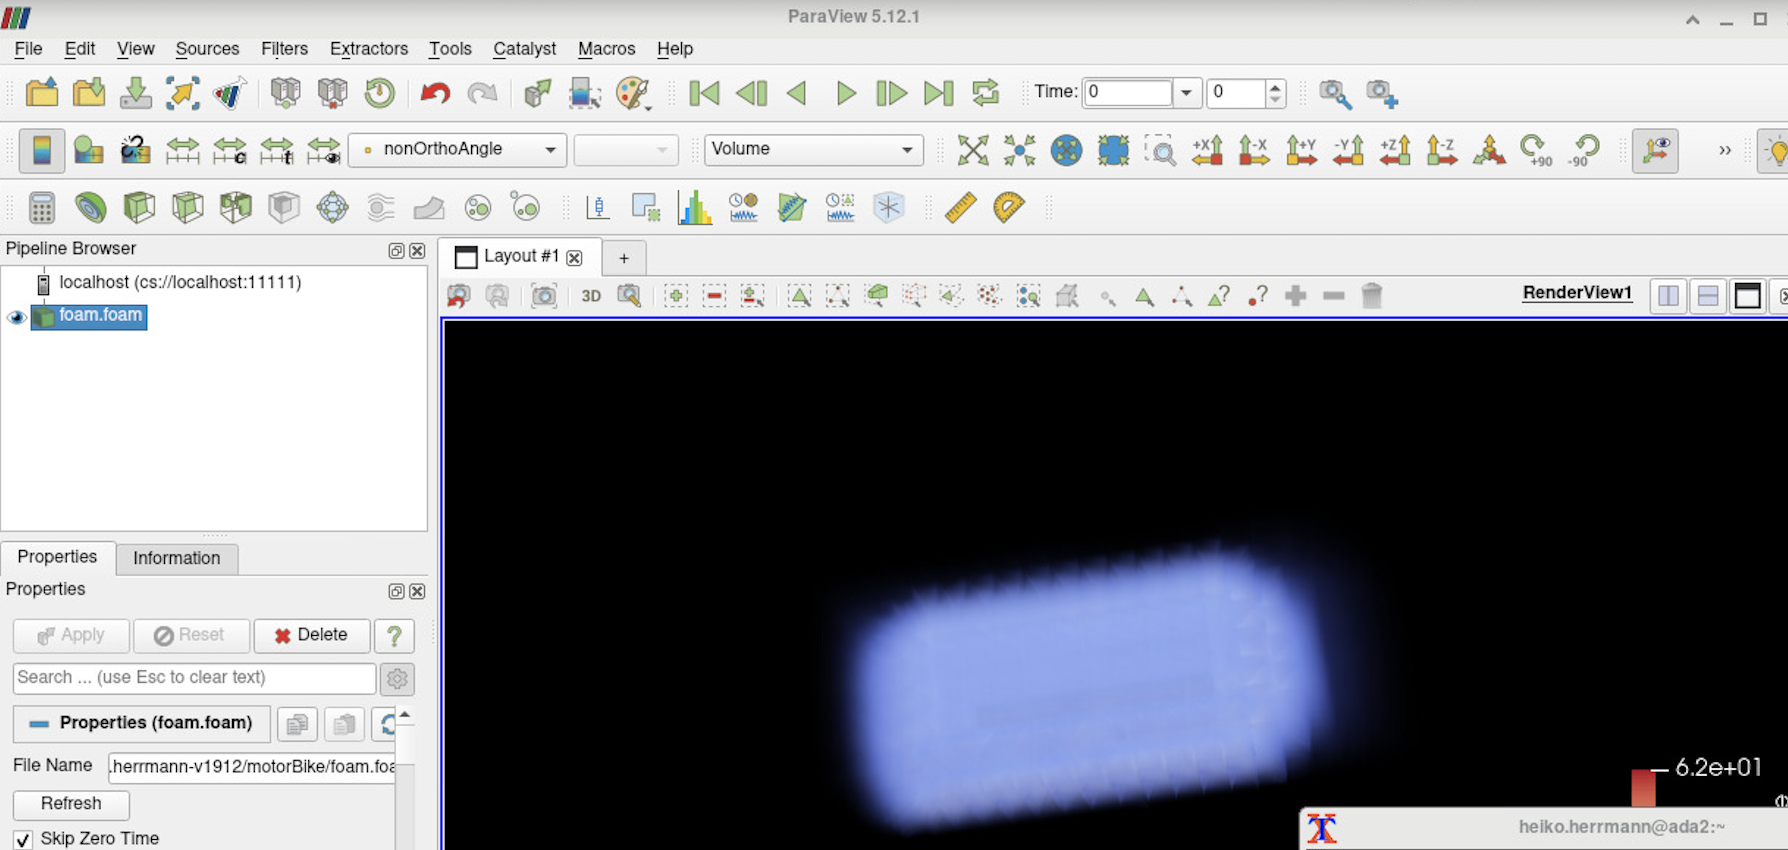 ParaView 5.12.1
File Edit View Sources Filters Extractors Tools Catalyst Macros Help
Time: 0 0
nonOrthoAngle Volume +X -X +Y -Y +Z -Z +90 -90 »
Pipeline Browser
Layout #1 +
localhost (cs://localhost:11111)
foam.foam
3D RenderView1
Properties Information
Properties
Apply Reset Delete ?
Search ... (use Esc to clear text)
Properties (foam.foam)
File Name .herrmann-v1912/motorBike/foam.foa
Refresh
Skip Zero Time
6.2e+01
heiko.herrmann@ada2:~